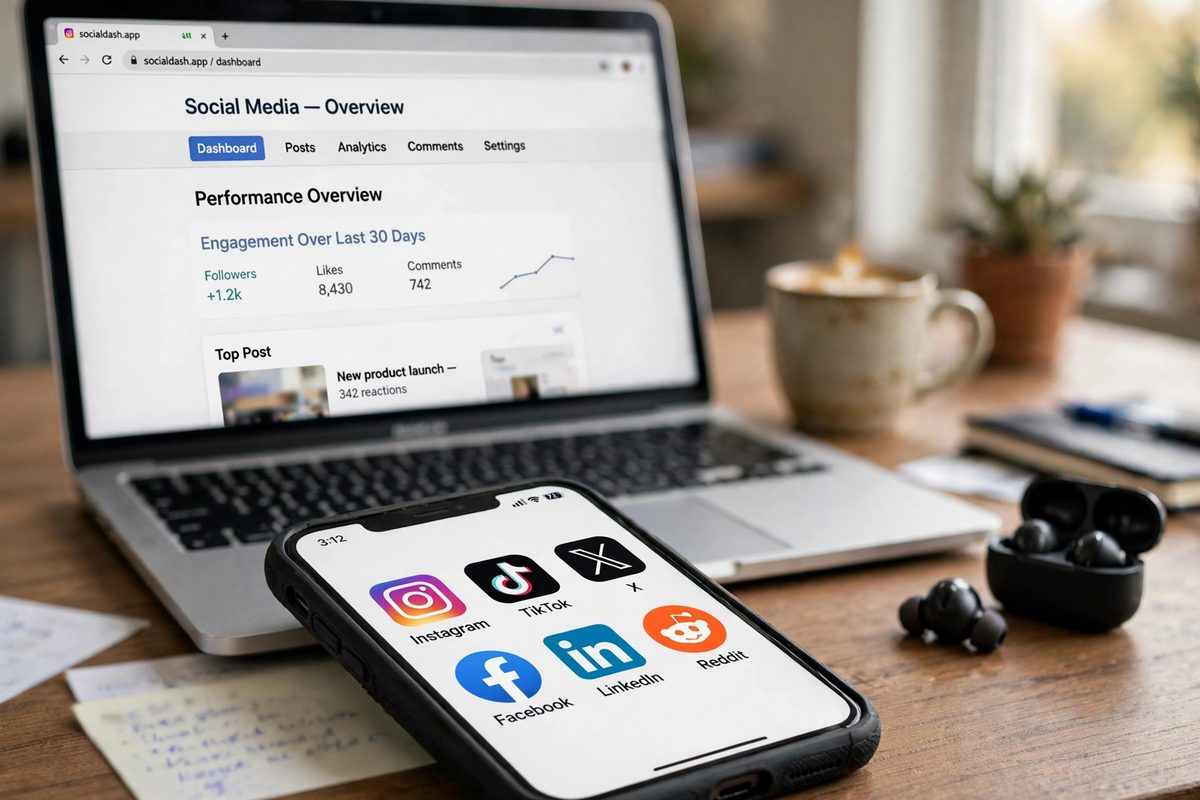 socialdash.app
socialdash.app / dashboard
Social Media — Overview
Dashboard Posts Analytics Comments Settings
Performance Overview
Engagement Over Last 30 Days
Followers Likes Comments
+1.2k 8,430 742
Top Post
New product launch —
342 reactions
3:12
Instagram TikTok X
Facebook LinkedIn Reddit